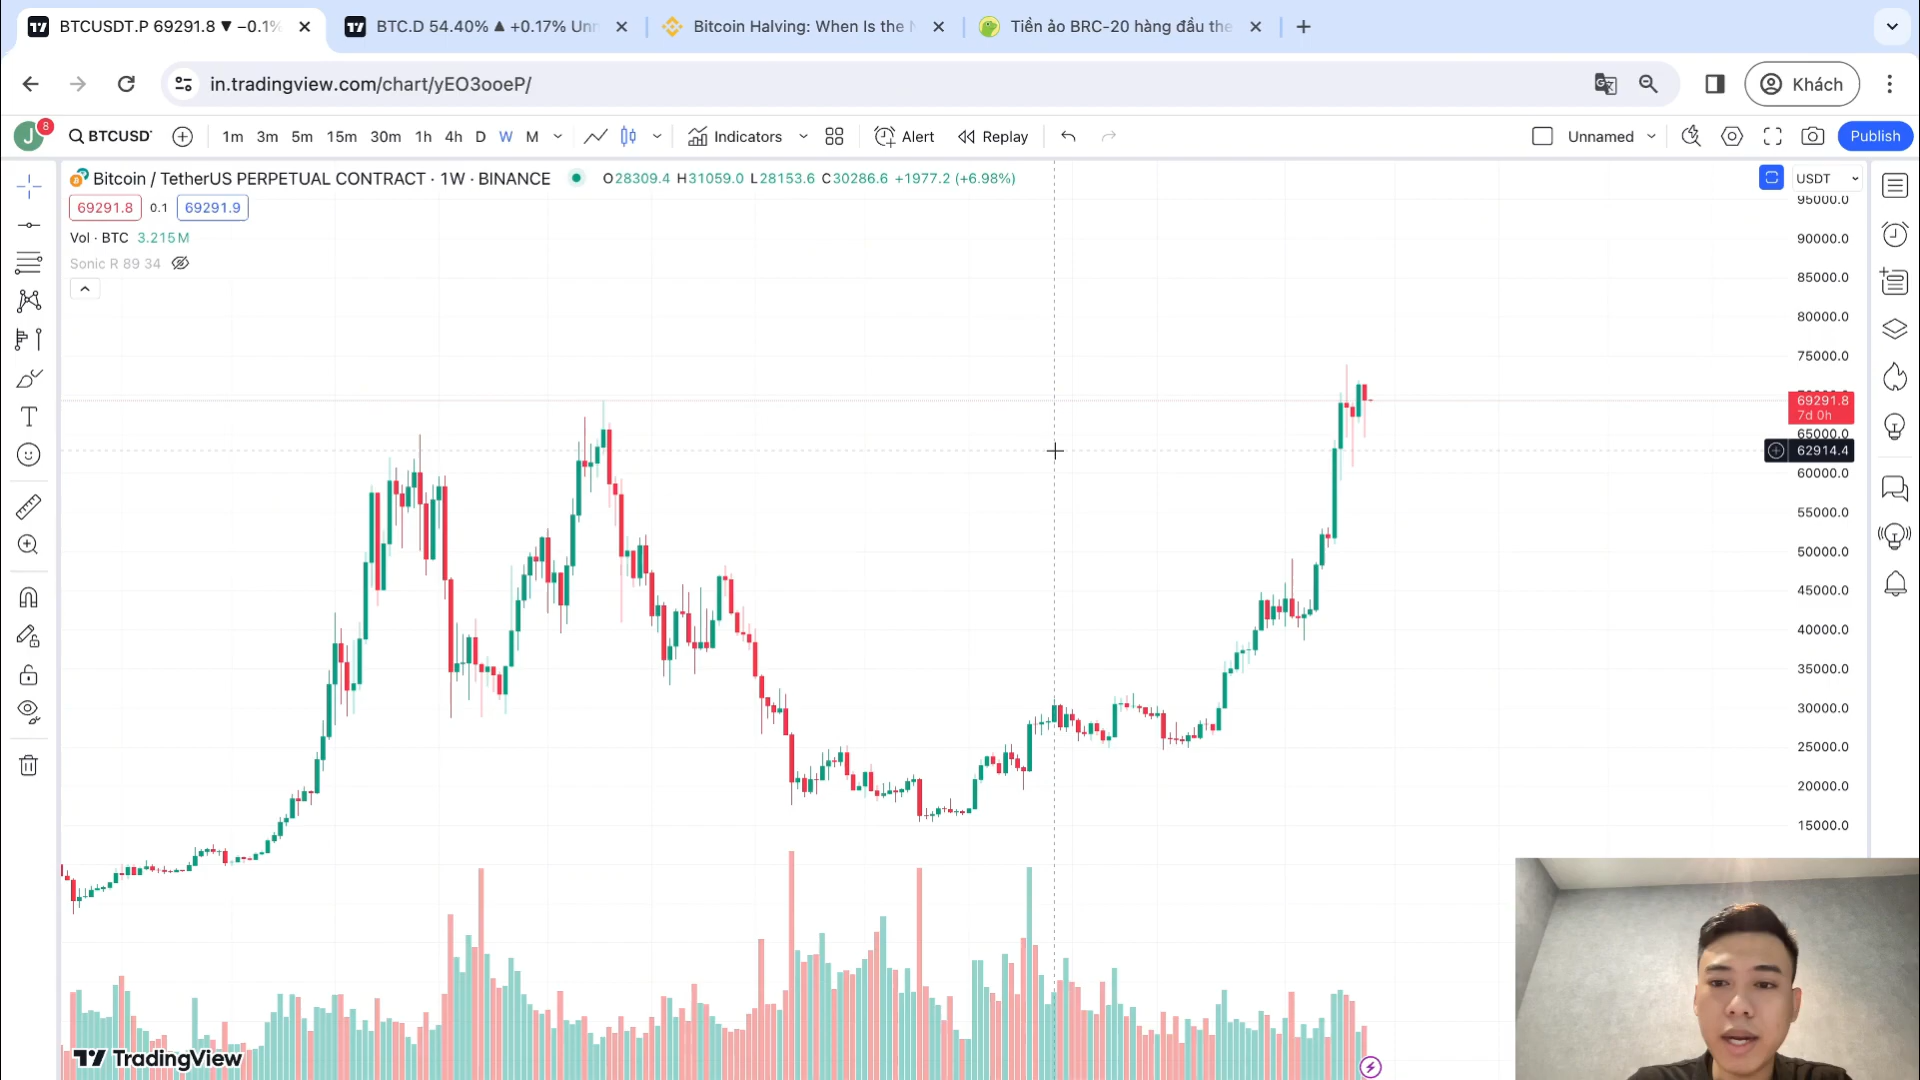 BTCUSDT.P 69291.8 ▼ −0.1%
BTC.D 54.40% ▲ +0.17% Unn
Bitcoin Halving: When Is the N
Tiền ảo BRC-20 hàng đầu the
in.tradingview.com/chart/yEO3ooeP/
Khách
J
8
BTCUSD
1m 3m 5m 15m 30m 1h 4h D W M
Indicators
Alert
Replay
Unnamed
Publish
Bitcoin / TetherUS PERPETUAL CONTRACT · 1W · BINANCE
O28309.4 H31059.0 L28153.6 C30286.6 +1977.2 (+6.98%)
USDT
69291.8 0.1 69291.9
Vol · BTC 3.215M
Sonic R 89 34
95000.0
90000.0
85000.0
80000.0
75000.0
69291.8
7d 0h
65000.0
62914.4
60000.0
55000.0
50000.0
45000.0
40000.0
35000.0
30000.0
25000.0
20000.0
15000.0
TradingView